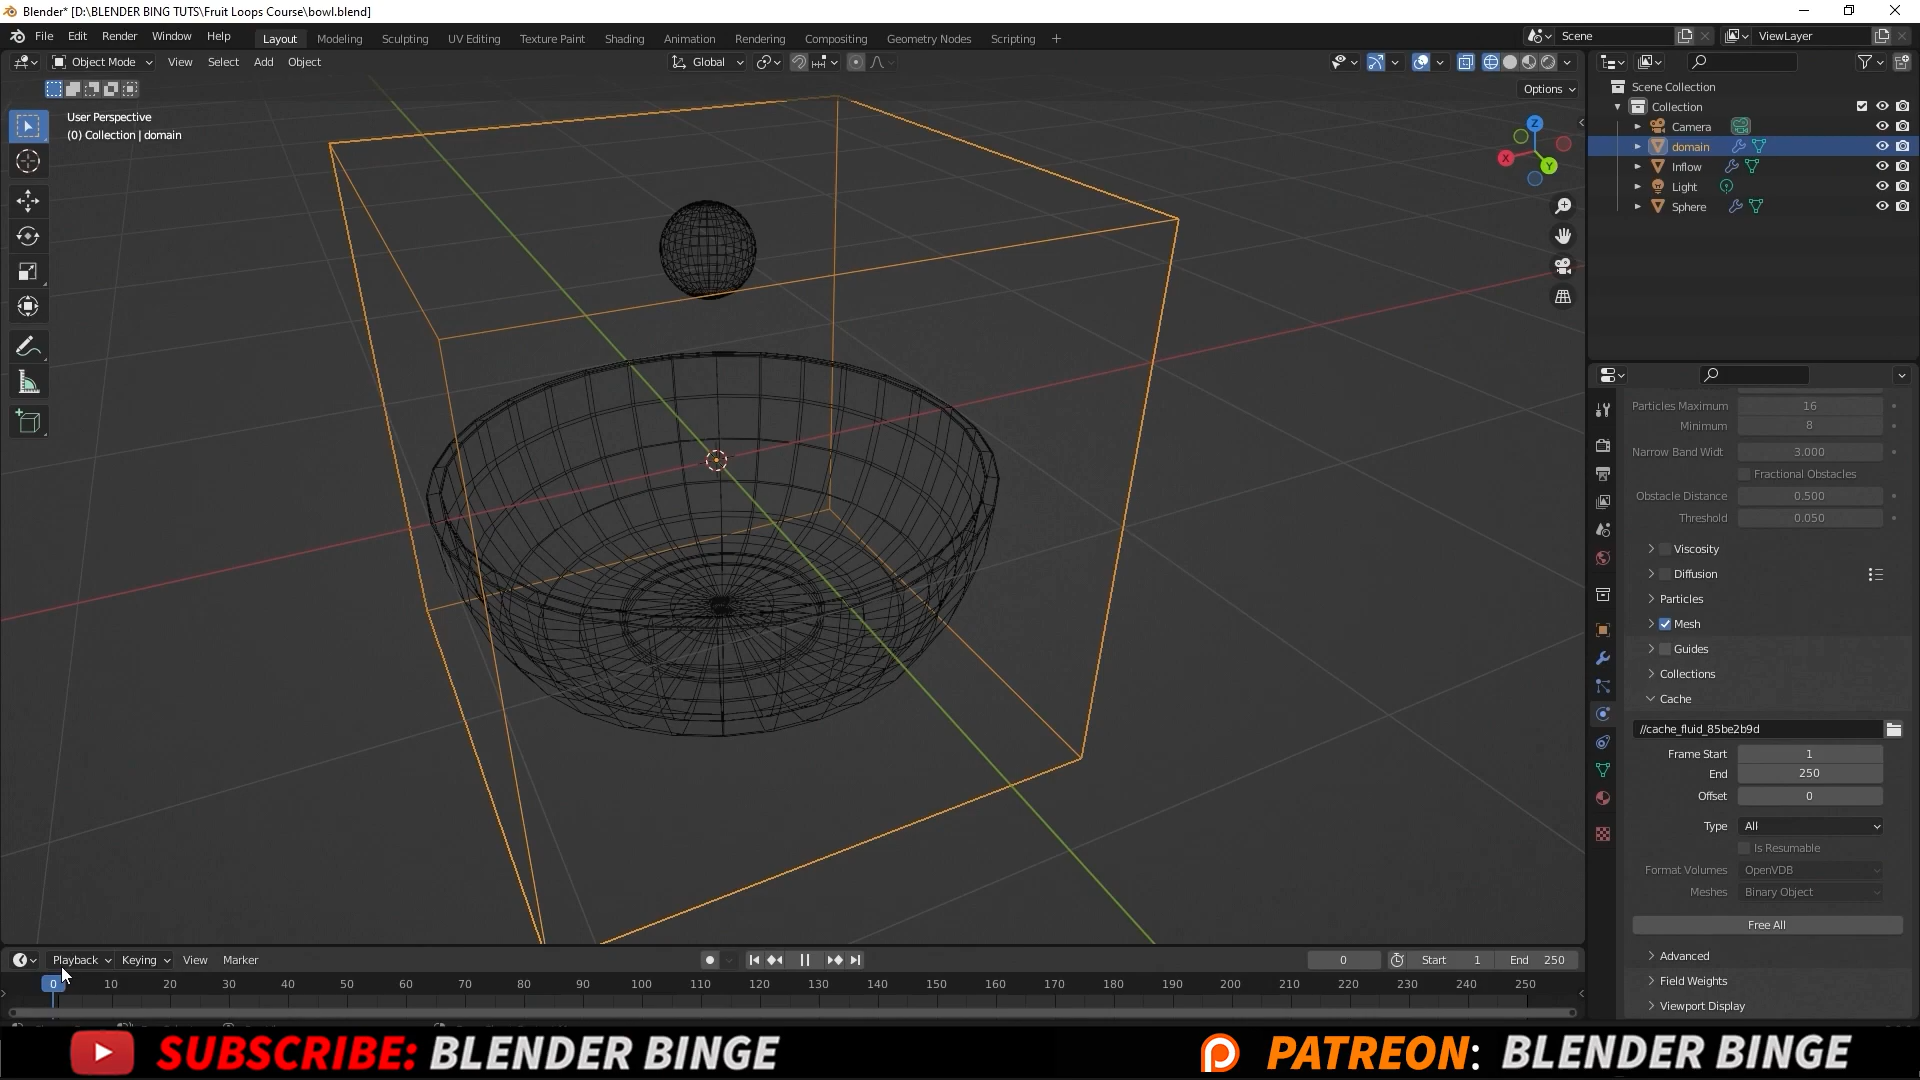 Blender* [D:\BLENDER BING TUTS\Fruit Loops Course\bowl.blend]
File Edit Render Window Help Layout Modeling Sculpting UV Editing Texture Paint Shading Animation Rendering Compositing Geometry Nodes Scripting + Scene ViewLayer
Object Mode View Select Add Object Global
Options
User Perspective
(0) Collection | domain
Z
X
Y
Scene Collection
Collection
Camera
domain
Inflow
Light
Sphere
Particles Maximum 16
Minimum 8
Narrow Band Widt 3.000
Fractional Obstacles
Obstacle Distance 0.500
Threshold 0.050
Viscosity
Diffusion
Particles
Mesh
Guides
Collections
Cache
//cache_fluid_85be2b9d
Frame Start 1
End 250
Offset 0
Type All
Is Resumable
Format Volumes OpenVDB
Meshes Binary Object
Free All
Advanced
Field Weights
Viewport Display
Playback Keying View Marker 0 Start 1 End 250
0 10 20 30 40 50 60 70 80 90 100 110 120 130 140 150 160 170 180 190 200 210 220 230 240 250
SUBSCRIBE: BLENDER BINGE PATREON: BLENDER BINGE